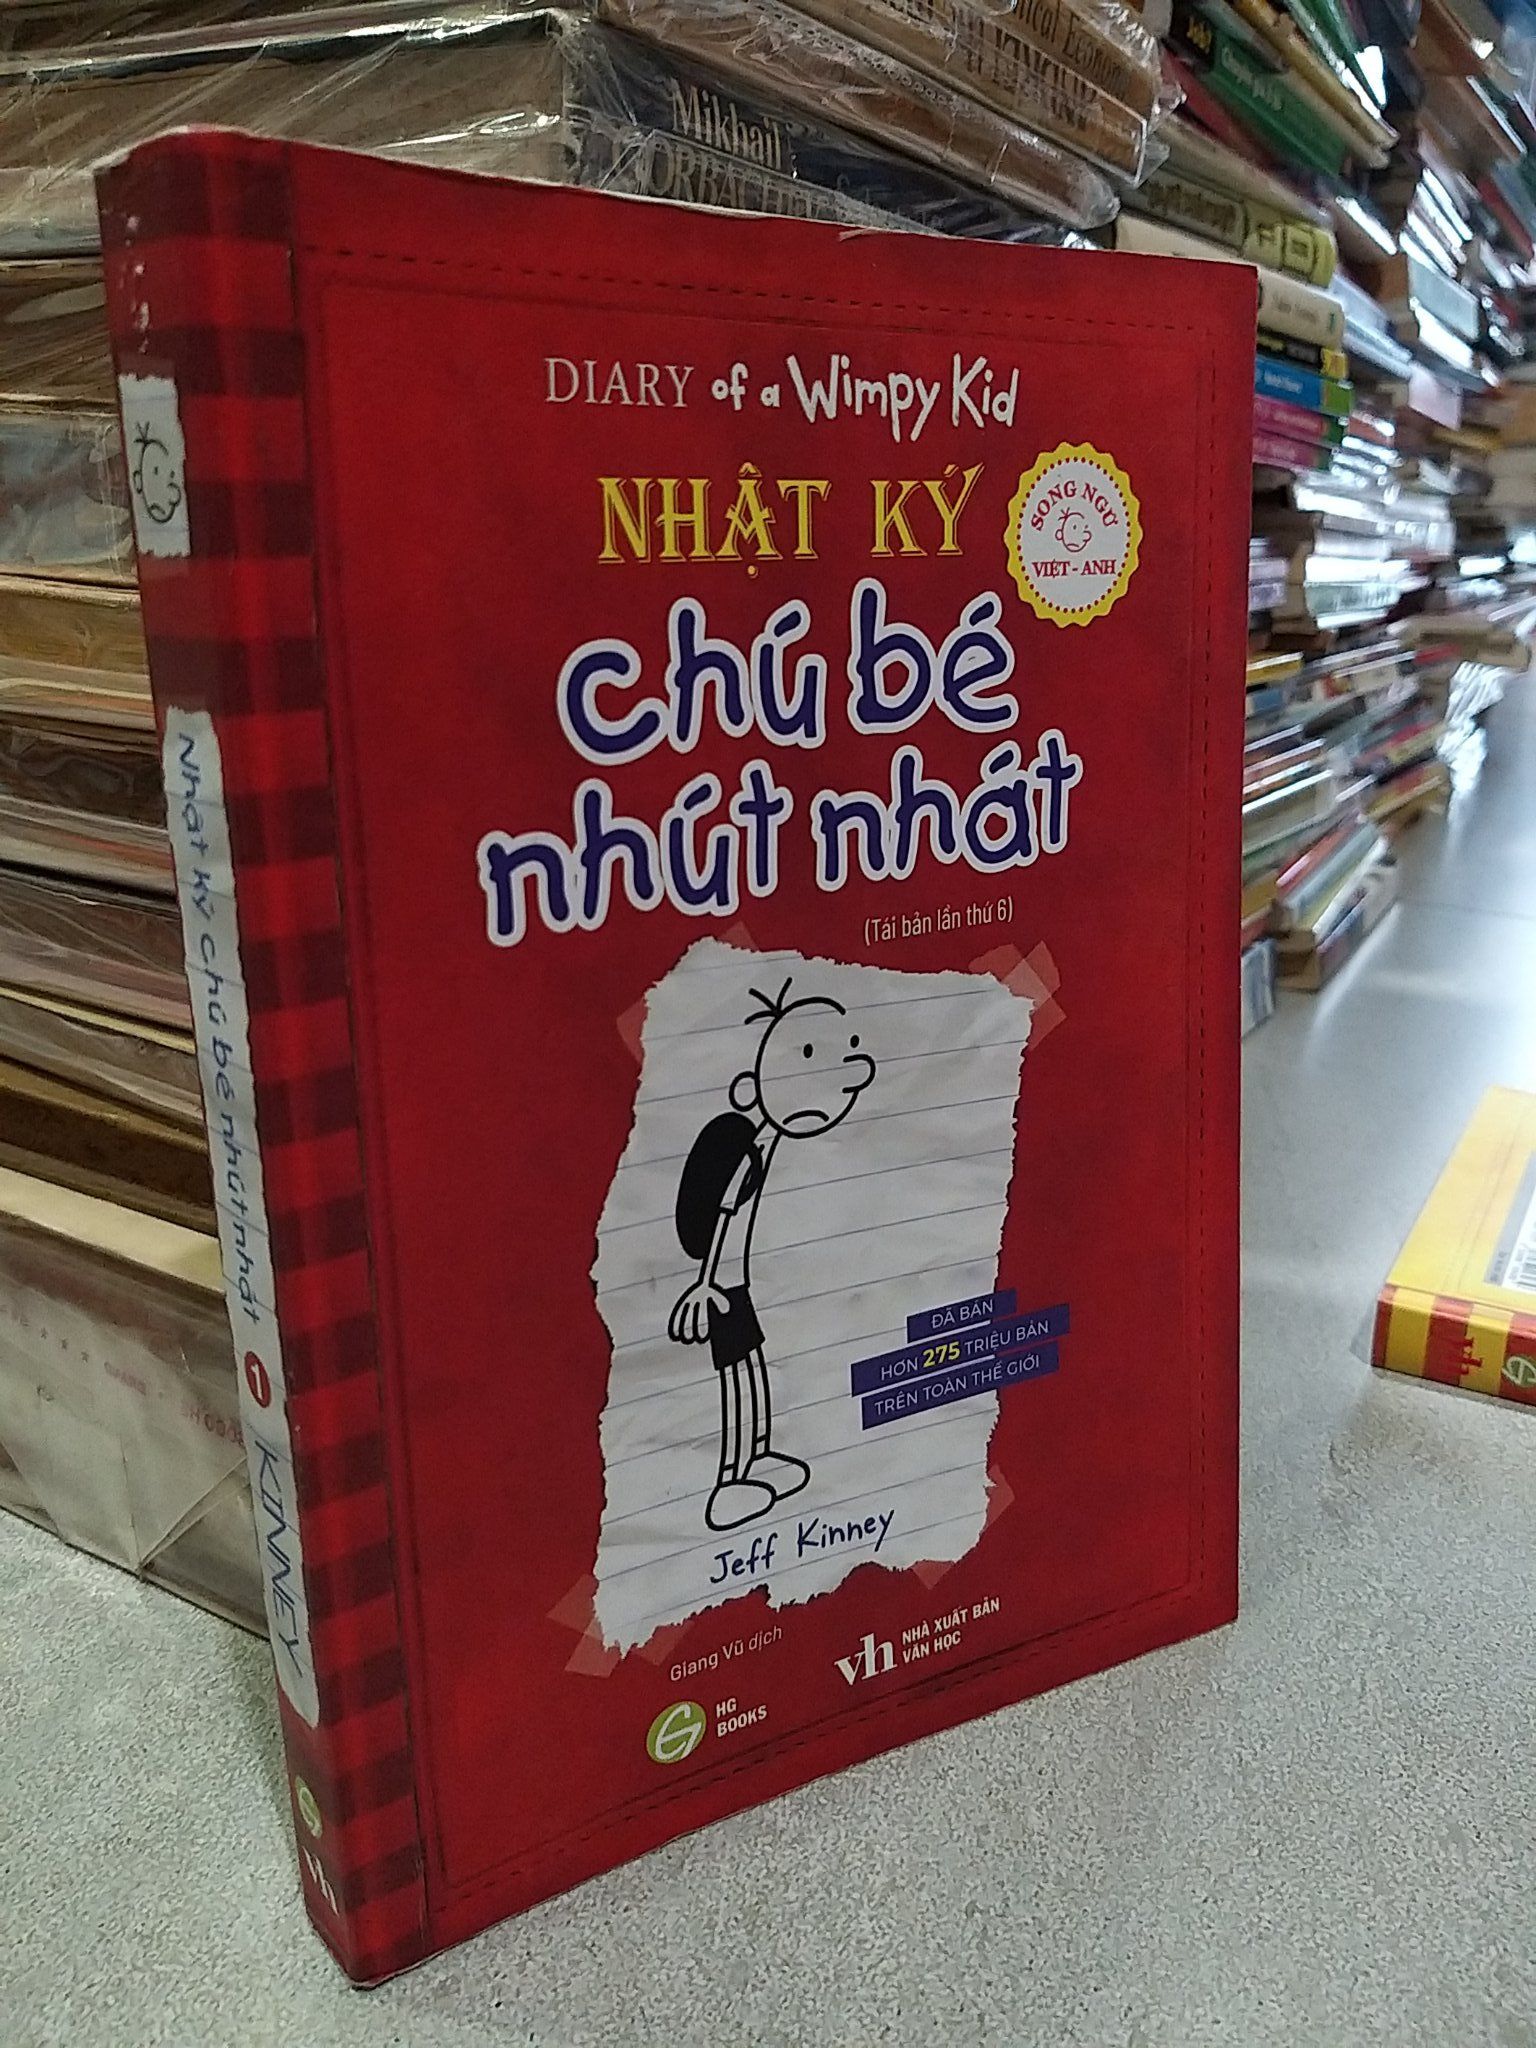 DIARY of a Wimpy Kid
NHẬT KÝ
SONG NGỮ
VIỆT - ANH
chú bé
nhút nhát
(Tái bản lần thứ 6)
ĐÃ BÁN
HƠN 275 TRIỆU BẢN
TRÊN TOÀN THẾ GIỚI
Jeff Kinney
Giang Vũ dịch
HG
BOOKS
vh NHÀ XUẤT BẢN
VĂN HỌC
Nhật ký chú bé nhút nhát 1 KINNEY
vh
Mikhail